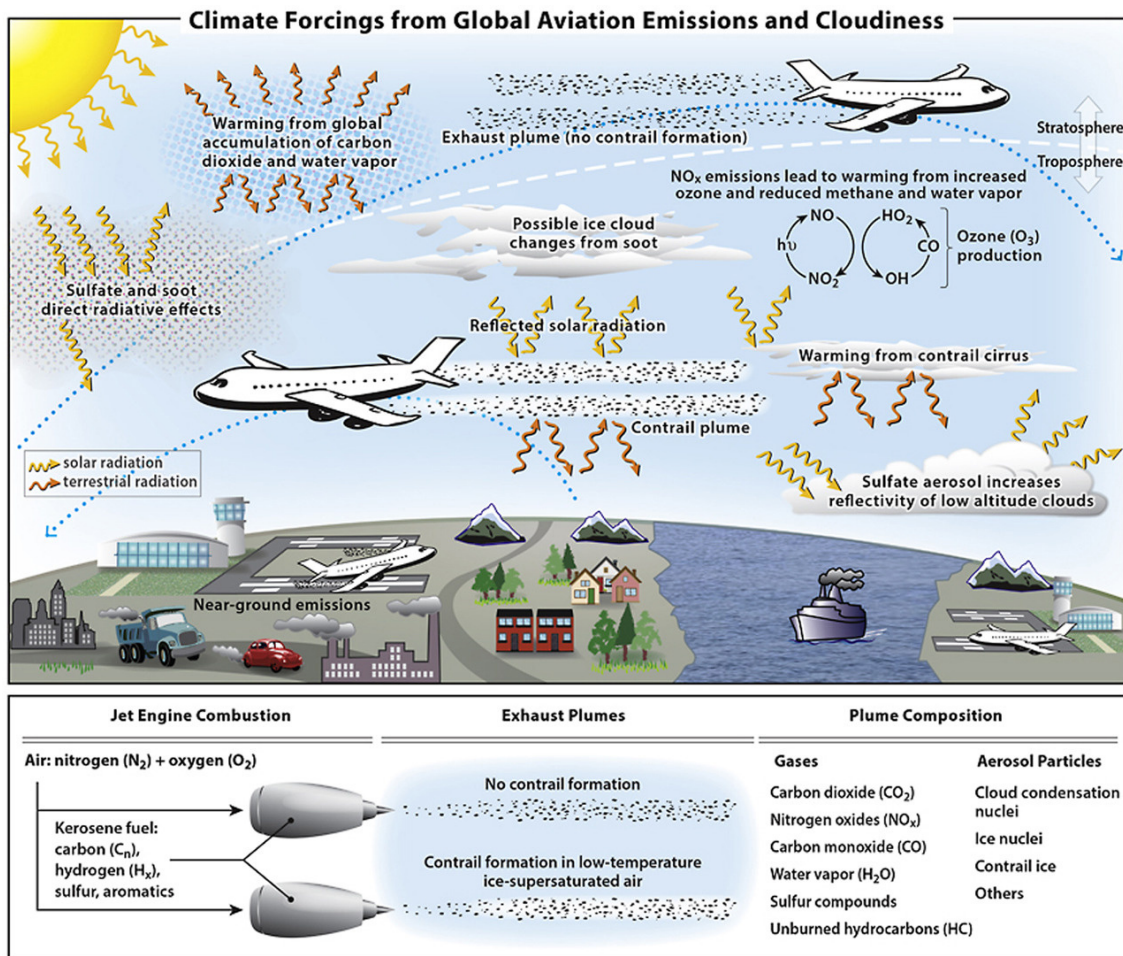 Climate Forcings from Global Aviation Emissions and Cloudiness
Warming from global
accumulation of carbon
dioxide and water vapor
Exhaust plume (no contrail formation)
Stratosphere
Troposphere
NOx emissions lead to warming from increased
ozone and reduced methane and water vapor
NO
HO2
hυ
CO
NO2
OH
Ozone (O3)
production
Possible ice cloud
changes from soot
Sulfate and soot
direct radiative effects
Reflected solar radiation
Warming from contrail cirrus
Contrail plume
solar radiation
terrestrial radiation
Sulfate aerosol increases
reflectivity of low altitude clouds
Near-ground emissions
Jet Engine Combustion
Air: nitrogen (N2) + oxygen (O2)
Kerosene fuel:
carbon (Cn),
hydrogen (Hx),
sulfur, aromatics
Exhaust Plumes
No contrail formation
Contrail formation in low-temperature
ice-supersaturated air
Plume Composition
Gases
Carbon dioxide (CO2)
Nitrogen oxides (NOx)
Carbon monoxide (CO)
Water vapor (H2O)
Sulfur compounds
Unburned hydrocarbons (HC)
Aerosol Particles
Cloud condensation
nuclei
Ice nuclei
Contrail ice
Others